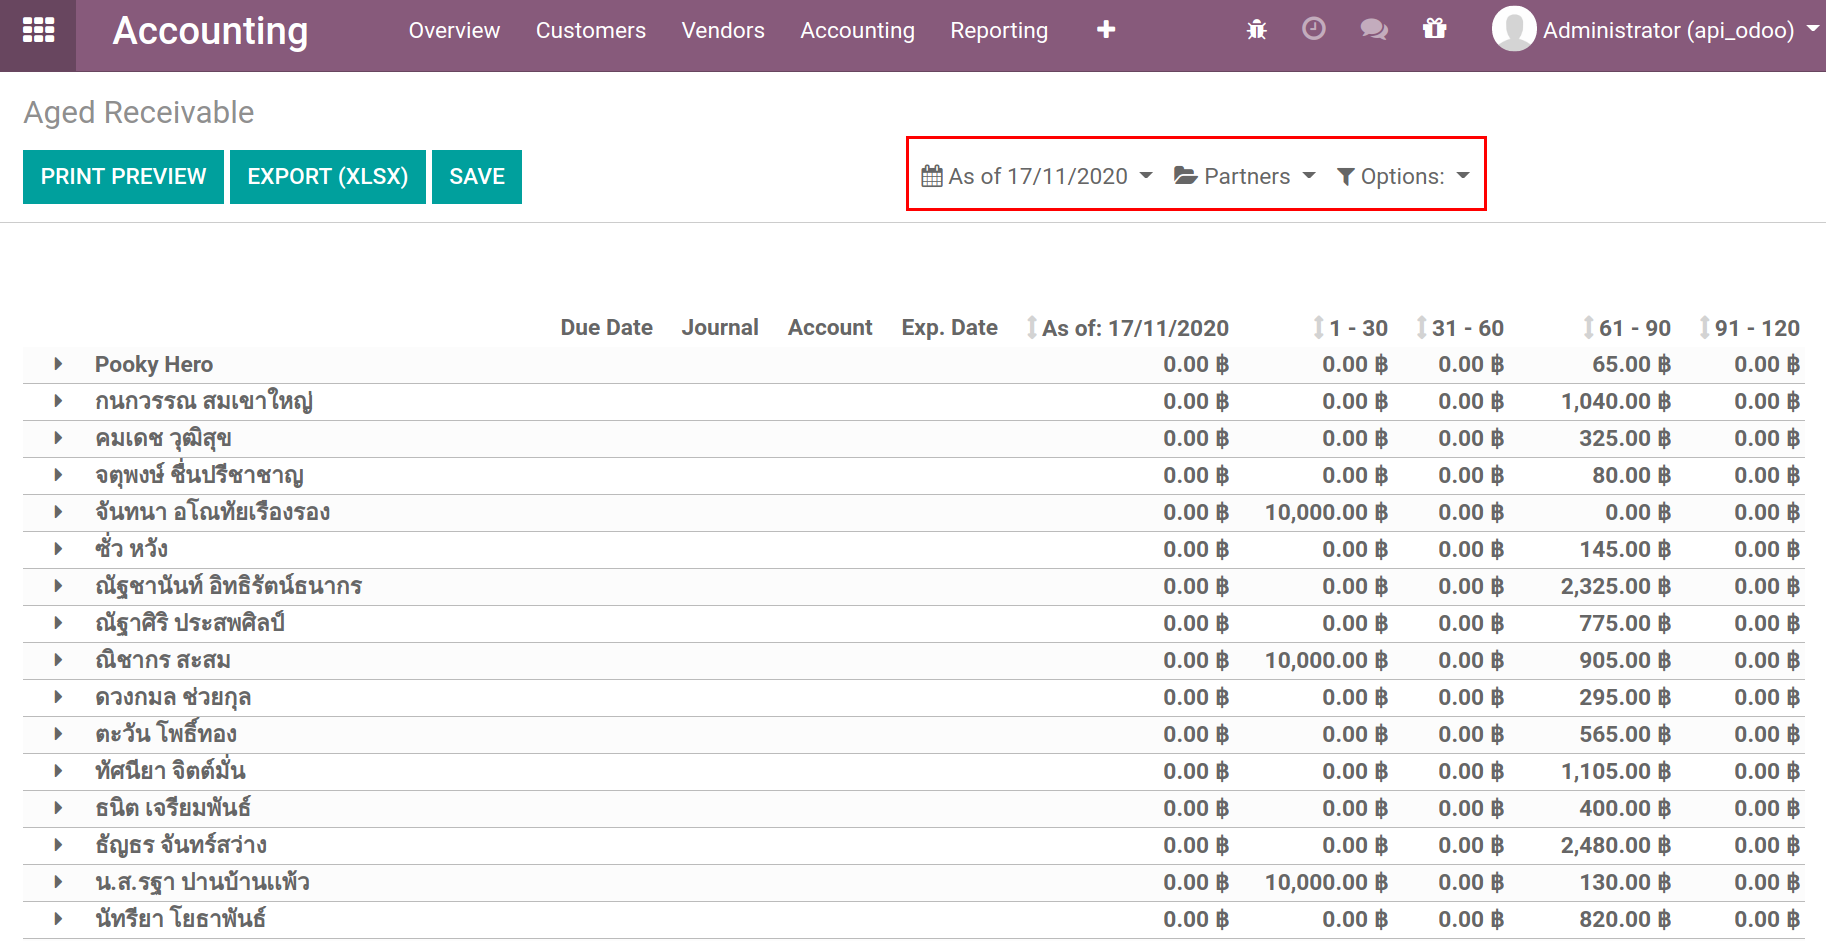 Accounting Overview Customers Vendors Accounting Reporting Administrator (api_odoo)
Aged Receivable
PRINT PREVIEW EXPORT (XLSX) SAVE As of 17/11/2020 Partners Options:
Due Date Journal Account Exp. Date As of: 17/11/2020 1 - 30 31 - 60 61 - 90 91 - 120
Pooky Hero 0.00 ฿ 0.00 ฿ 0.00 ฿ 65.00 ฿ 0.00 ฿
กนกวรรณ สมเขาใหญ่ 0.00 ฿ 0.00 ฿ 0.00 ฿ 1,040.00 ฿ 0.00 ฿
คมเดช วุฒิสุข 0.00 ฿ 0.00 ฿ 0.00 ฿ 325.00 ฿ 0.00 ฿
จตุพงษ์ ชื่นปรีชาชาญ 0.00 ฿ 0.00 ฿ 0.00 ฿ 80.00 ฿ 0.00 ฿
จันทนา อโณทัยเรืองรอง 0.00 ฿ 10,000.00 ฿ 0.00 ฿ 0.00 ฿ 0.00 ฿
ซั่ว หวัง 0.00 ฿ 0.00 ฿ 0.00 ฿ 145.00 ฿ 0.00 ฿
ณัฐชานันท์ อิทธิรัตน์ธนากร 0.00 ฿ 0.00 ฿ 0.00 ฿ 2,325.00 ฿ 0.00 ฿
ณัฐาศิริ ประสพศิลป์ 0.00 ฿ 0.00 ฿ 0.00 ฿ 775.00 ฿ 0.00 ฿
ณิชากร สะสม 0.00 ฿ 10,000.00 ฿ 0.00 ฿ 905.00 ฿ 0.00 ฿
ดวงกมล ช่วยกุล 0.00 ฿ 0.00 ฿ 0.00 ฿ 295.00 ฿ 0.00 ฿
ตะวัน โพธิ์ทอง 0.00 ฿ 0.00 ฿ 0.00 ฿ 565.00 ฿ 0.00 ฿
ทัศนียา จิตต์มั่น 0.00 ฿ 0.00 ฿ 0.00 ฿ 1,105.00 ฿ 0.00 ฿
ธนิต เจรียมพันธ์ 0.00 ฿ 0.00 ฿ 0.00 ฿ 400.00 ฿ 0.00 ฿
ธัญธร จันทร์สว่าง 0.00 ฿ 0.00 ฿ 0.00 ฿ 2,480.00 ฿ 0.00 ฿
น.ส.รฐา ปานบ้านแพ้ว 0.00 ฿ 10,000.00 ฿ 0.00 ฿ 130.00 ฿ 0.00 ฿
นัทรียา โยธาพันธ์ 0.00 ฿ 0.00 ฿ 0.00 ฿ 820.00 ฿ 0.00 ฿